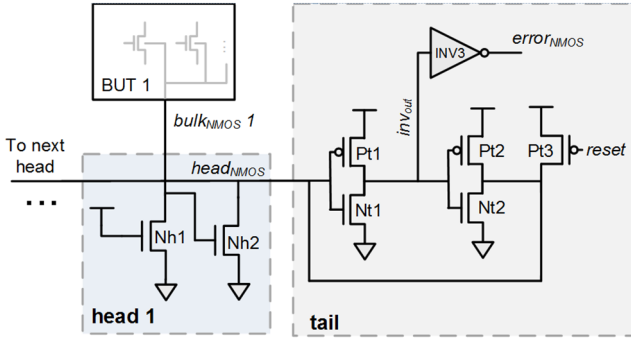 BUT 1
bulkNMOS 1
To next
head
...
headNMOS
Nh1
Nh2
head 1
INV3
errorNMOS
invout
Pt1
Nt1
Pt2
Nt2
Pt3
reset
tail